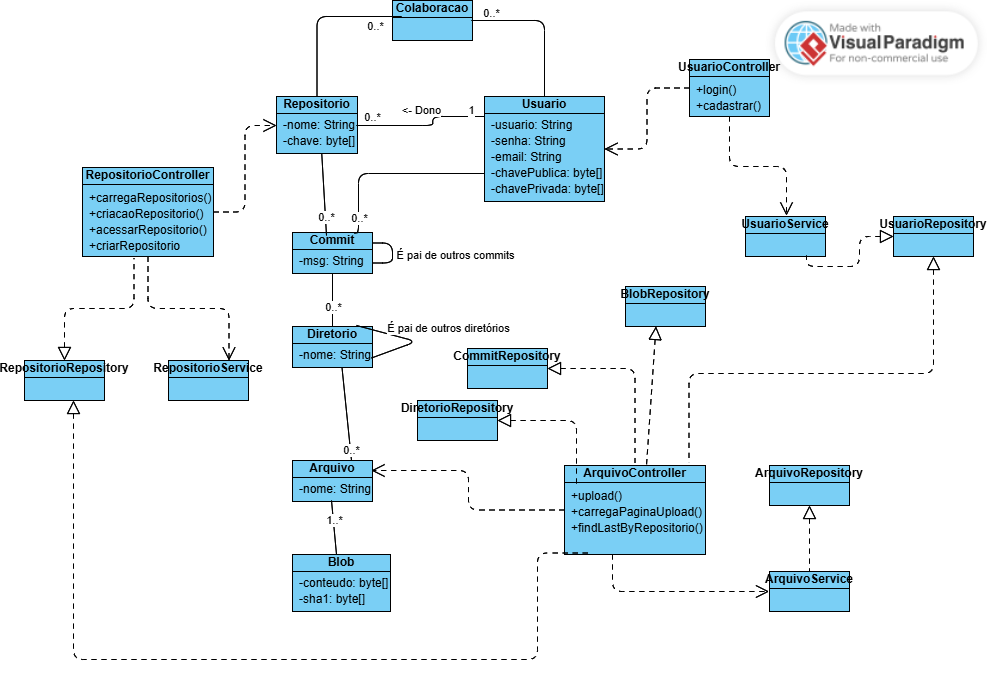 Colaboracao
0..*
0..*
Made with
VisualParadigm
For non-commercial use
UsuarioController
+login()
+cadastrar()
Repositorio
-nome: String
-chave: byte[]
0..*
<- Dono
1
Usuario
-usuario: String
-senha: String
-email: String
-chavePublica: byte[]
-chavePrivada: byte[]
RepositorioController
+carregaRepositorios()
+criacaoRepositorio()
+acessarRepositorio()
+criarRepositorio
UsuarioService
UsuarioRepository
0..*
0..*
Commit
-msg: String
É pai de outros commits
BlobRepository
0..*
Diretorio
-nome: String
É pai de outros diretórios
CommitRepository
RepositorioRepository
RepositorioService
DiretorioRepository
0..*
Arquivo
-nome: String
ArquivoController
+upload()
+carregaPaginaUpload()
+findLastByRepositorio()
ArquivoRepository
1..*
Blob
-conteudo: byte[]
-sha1: byte[]
ArquivoService